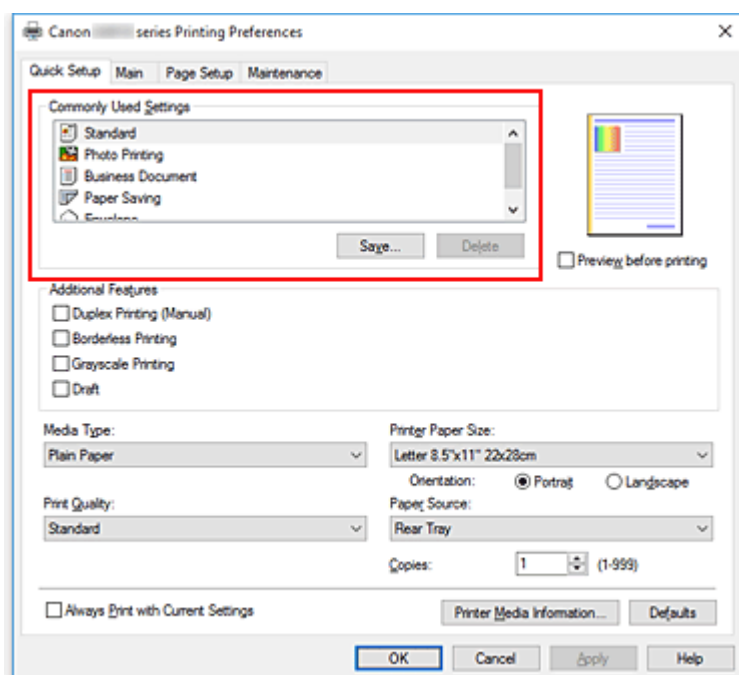 Canon series Printing Preferences
Quick Setup Main Page Setup Maintenance
Commonly Used Settings
Standard
Photo Printing
Business Document
Paper Saving
Envelope
Save... Delete
Preview before printing
Additional Features
Duplex Printing (Manual)
Borderless Printing
Grayscale Printing
Draft
Media Type: Printer Paper Size:
Plain Paper Letter 8.5"x11" 22x28cm
Orientation: Portrait Landscape
Print Quality: Paper Source:
Standard Rear Tray
Copies: 1 (1-999)
Always Print with Current Settings Printer Media Information... Defaults
OK Cancel Apply Help